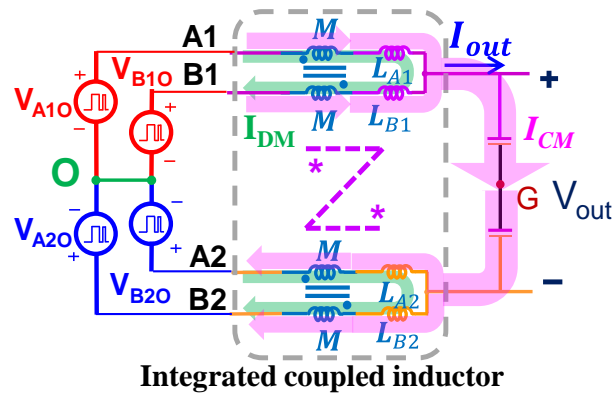 A1
M
I_out
V_B1O
B1
L_A1
+
V_A1O
+
+
M
L_B1
−
−
I_DM
I_CM
*
O
G
V_out
*
−
−
V_A2O
A2
M
+
+
L_A2
−
V_B2O
B2
M
L_B2
Integrated coupled inductor